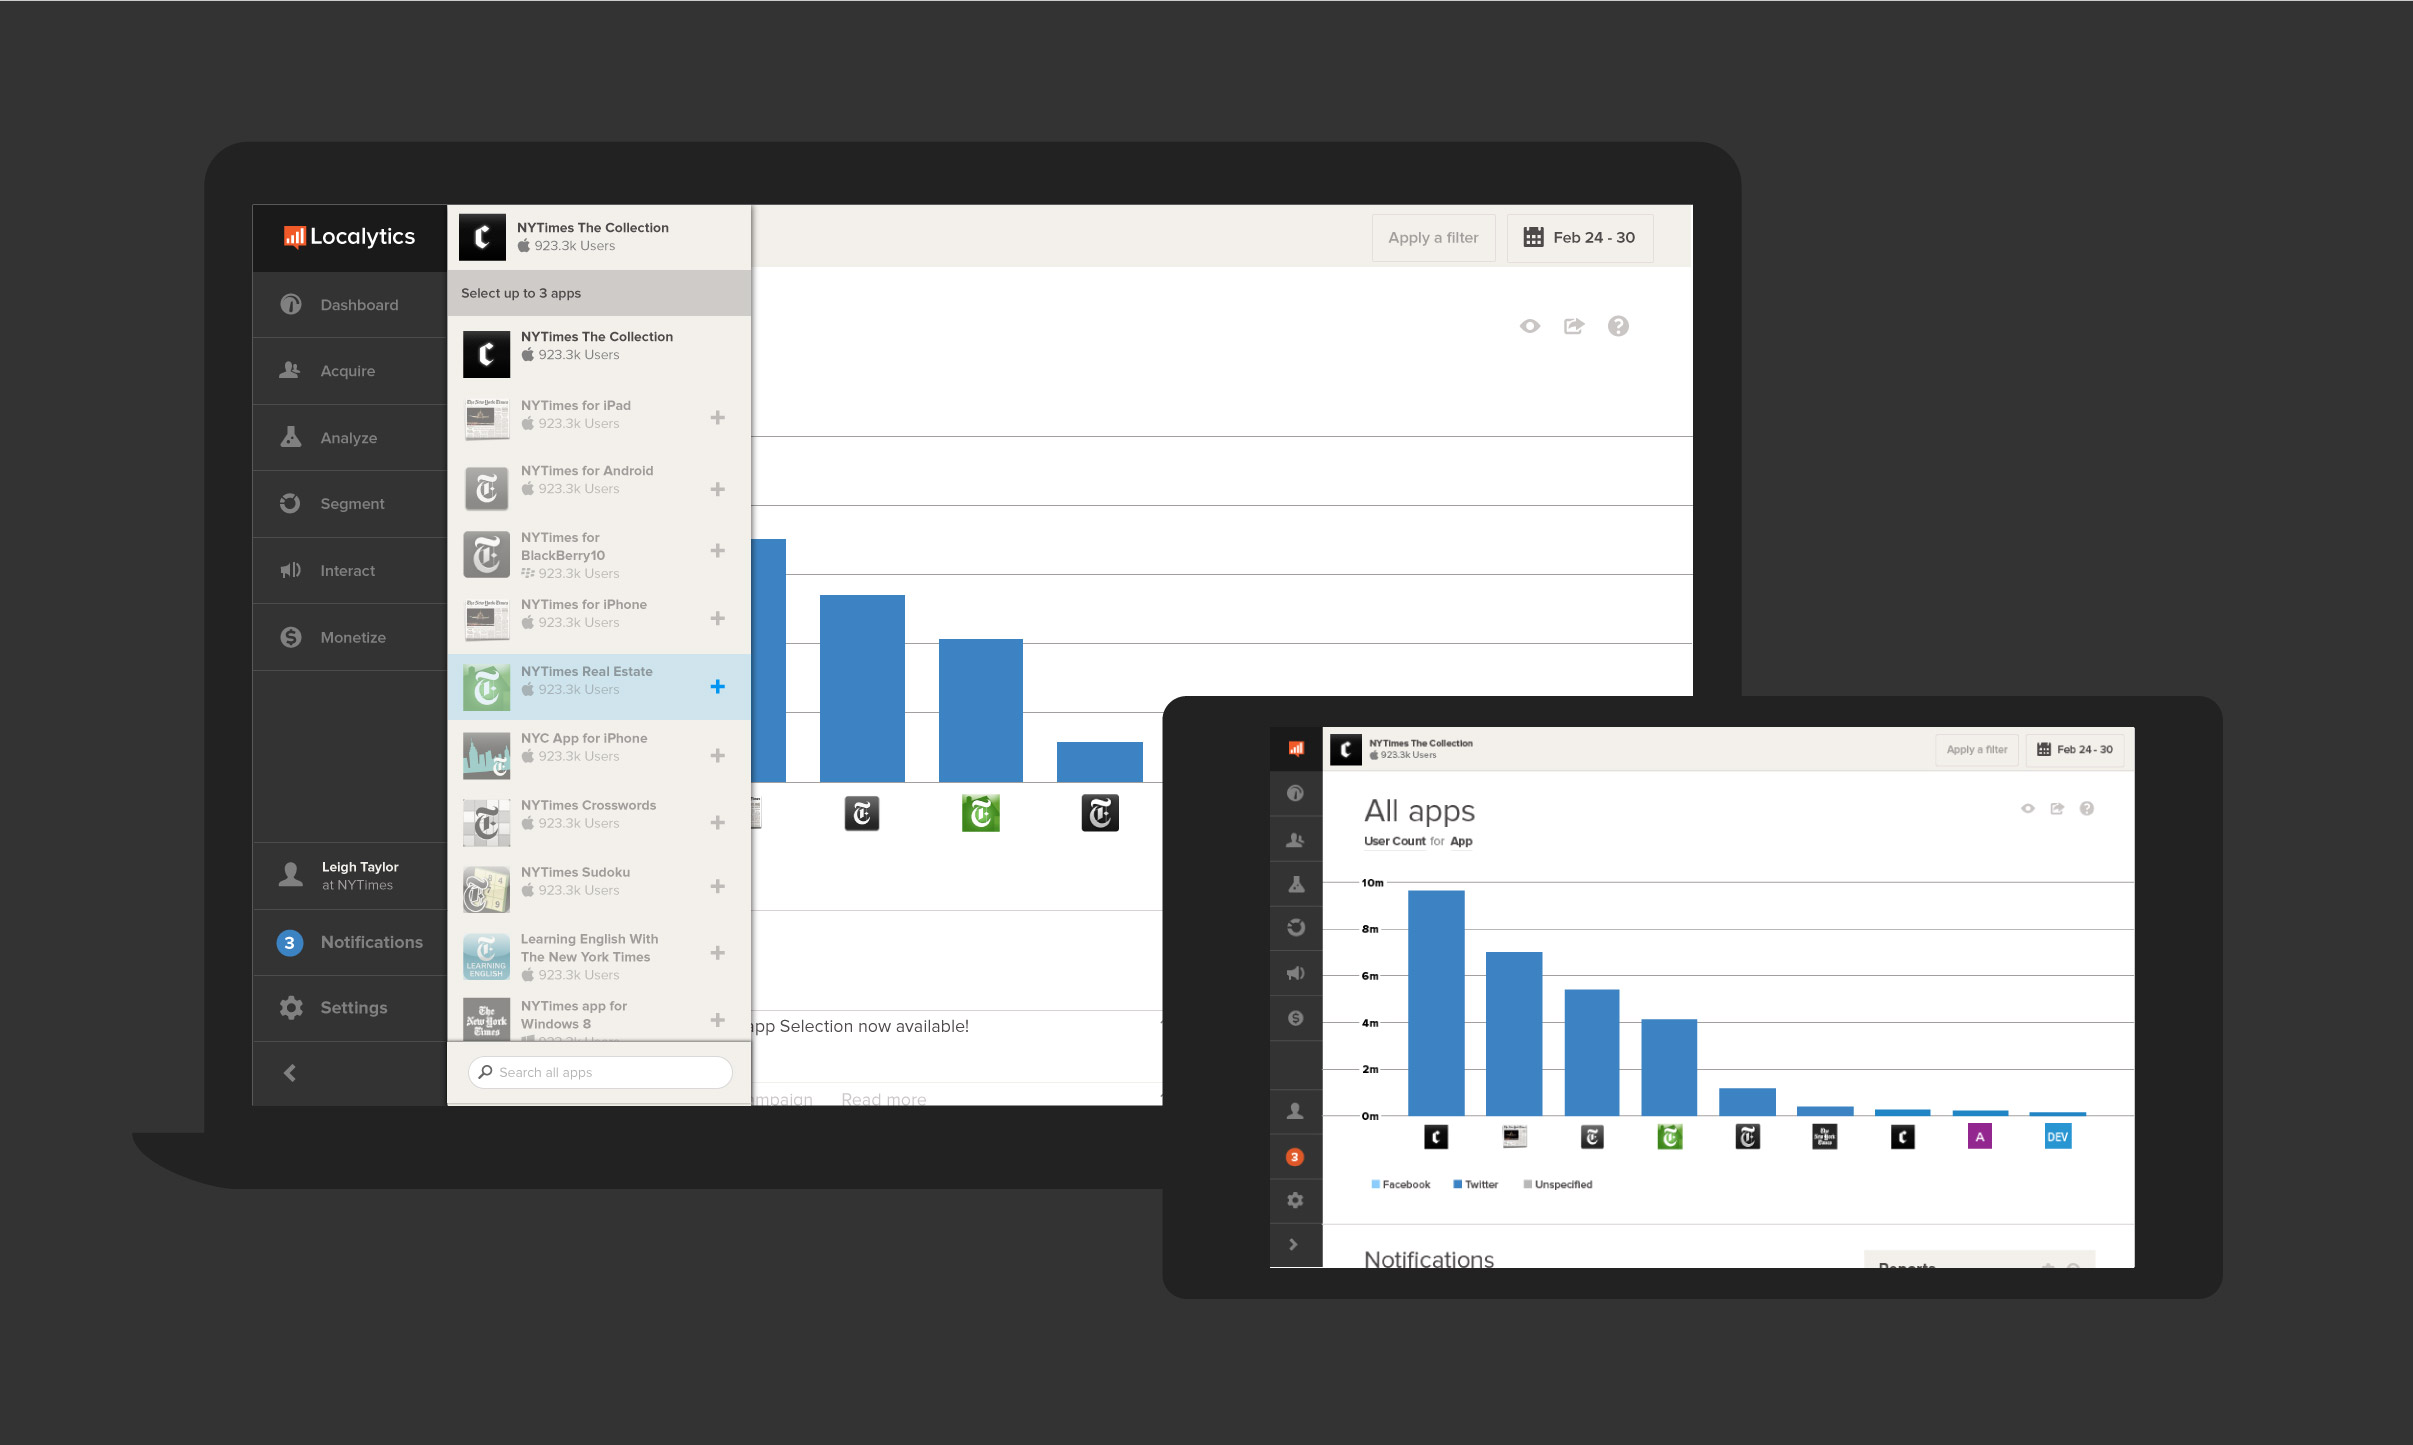 Localytics
Dashboard
Acquire
Analyze
Segment
Interact
Monetize
Leigh Taylor
at NYTimes
3 Notifications
Settings
NYTimes The Collection
923.3k Users
Select up to 3 apps
NYTimes The Collection
923.3k Users
NYTimes for iPad
923.3k Users
NYTimes for Android
923.3k Users
NYTimes for
BlackBerry10
923.3k Users
NYTimes for iPhone
923.3k Users
NYTimes Real Estate
923.3k Users
NYC App for iPhone
923.3k Users
NYTimes Crosswords
923.3k Users
NYTimes Sudoku
923.3k Users
LEARNING
ENGLISH
Learning English With
The New York Times
923.3k Users
The
New York
Times
NYTimes app for
Windows 8
Search all apps
Apply a filter
Feb 24 - 30
app Selection now available!
Read more
NYTimes The Collection
923.3k Users
Apply a filter
Feb 24 - 30
All apps
User Count for App
10m
8m
6m
4m
2m
0m
A
DEV
Facebook
Twitter
Unspecified
3
Notifications
Reports